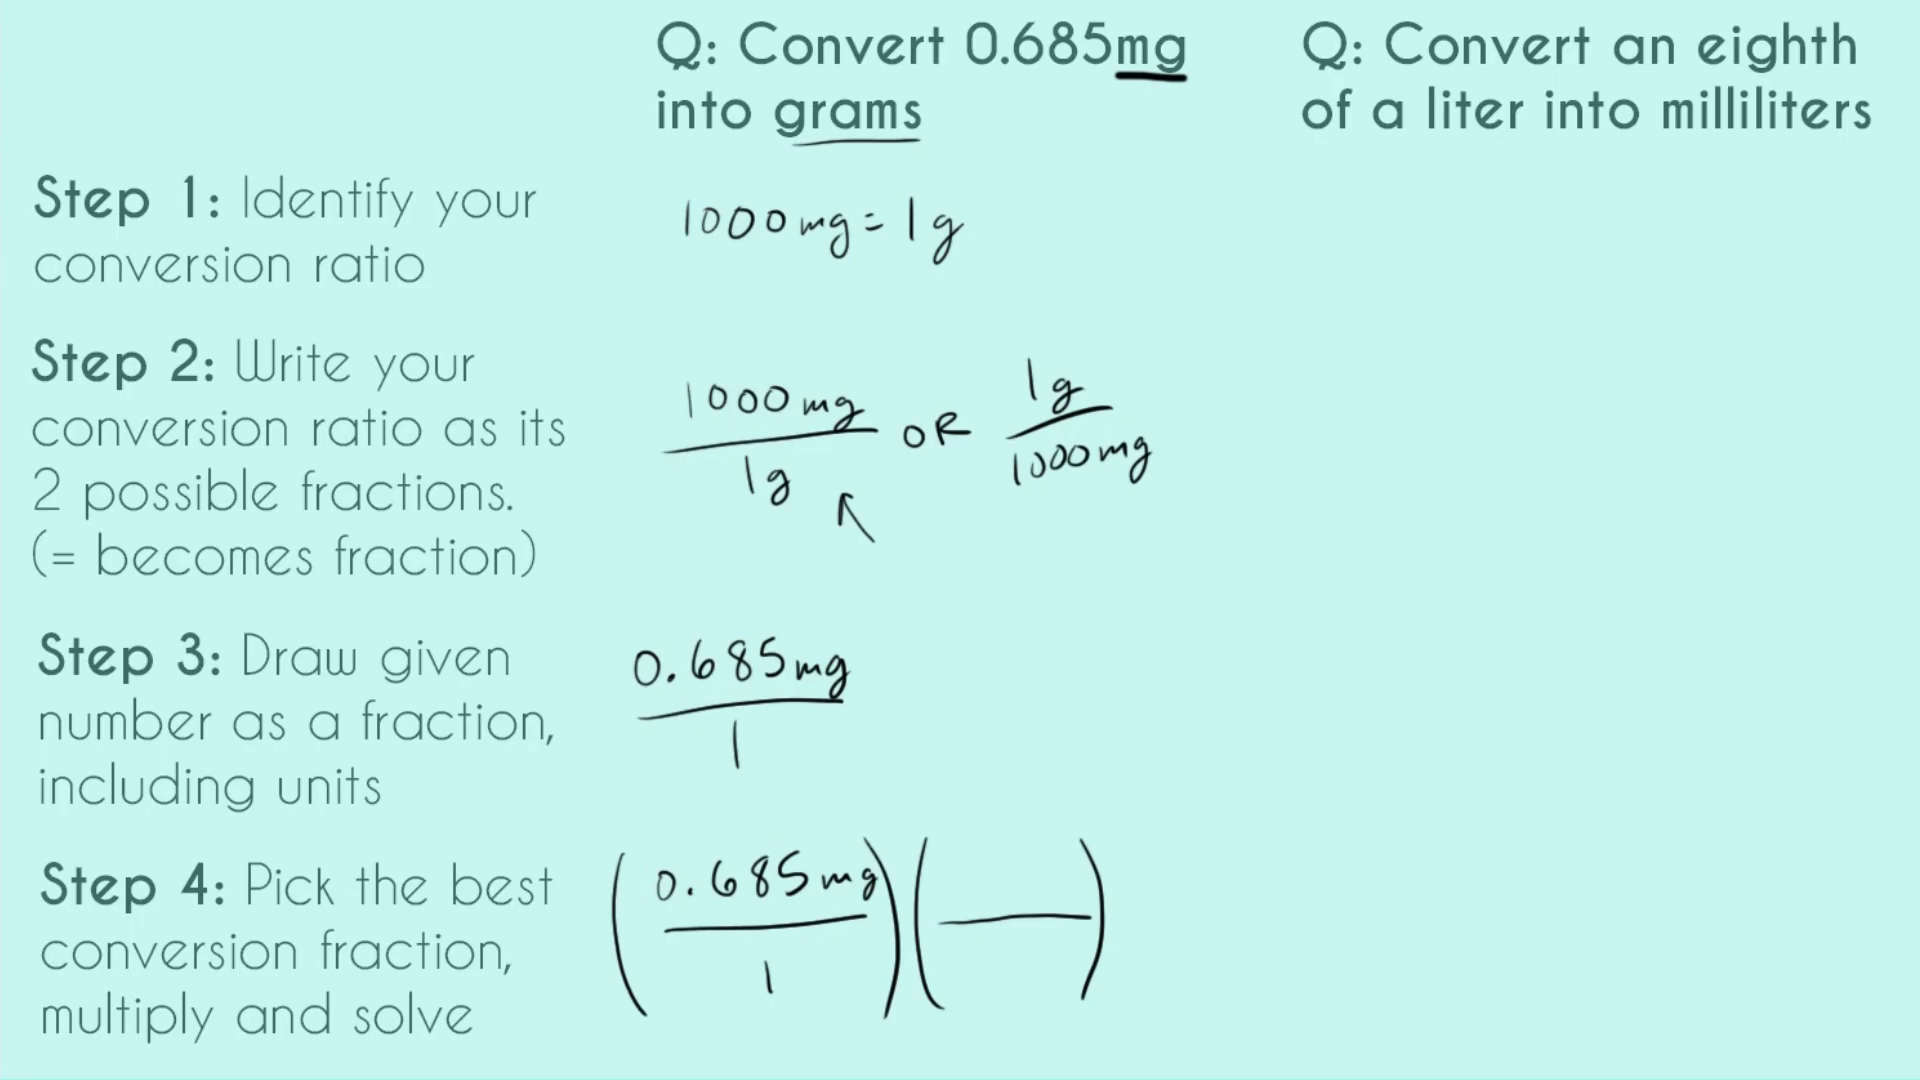 Q: Convert 0.685mg
into grams
Q: Convert an eighth
of a liter into milliliters
Step 1: Identify your
conversion ratio
1000mg = 1g
Step 2: Write your
conversion ratio as its
2 possible fractions.
(= becomes fraction)
1000mg
1g
OR
1g
1000mg
Step 3: Draw given
number as a fraction,
including units
0.685mg
1
Step 4: Pick the best
conversion fraction,
multiply and solve
(0.685mg)( )
1